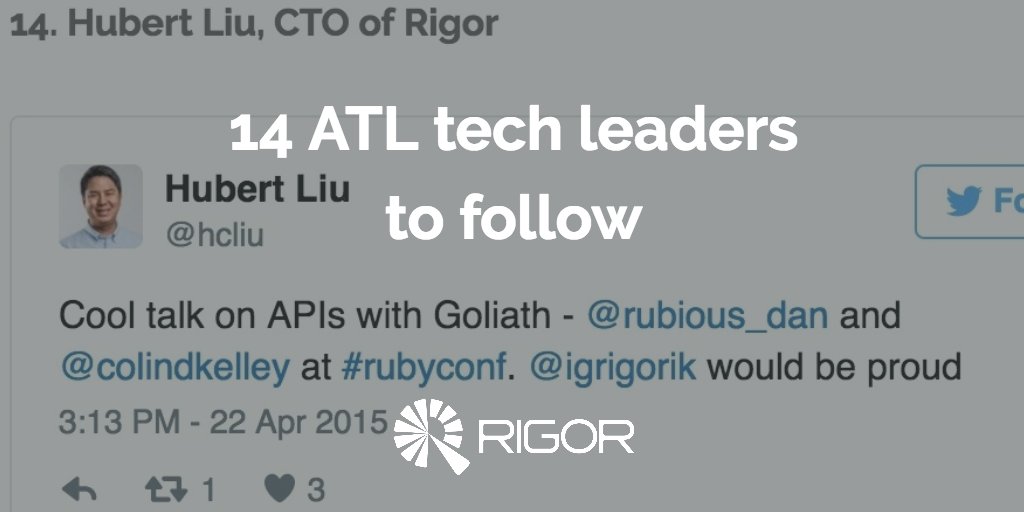 14. Hubert Liu, CTO of Rigor
14 ATL tech leaders
to follow
Hubert Liu
@hcliu
Fo
Cool talk on APIs with Goliath - @rubious_dan and
@colindkelley at #rubyconf. @igrigorik would be proud
3:13 PM - 22 Apr 2015
RIGOR
1
3